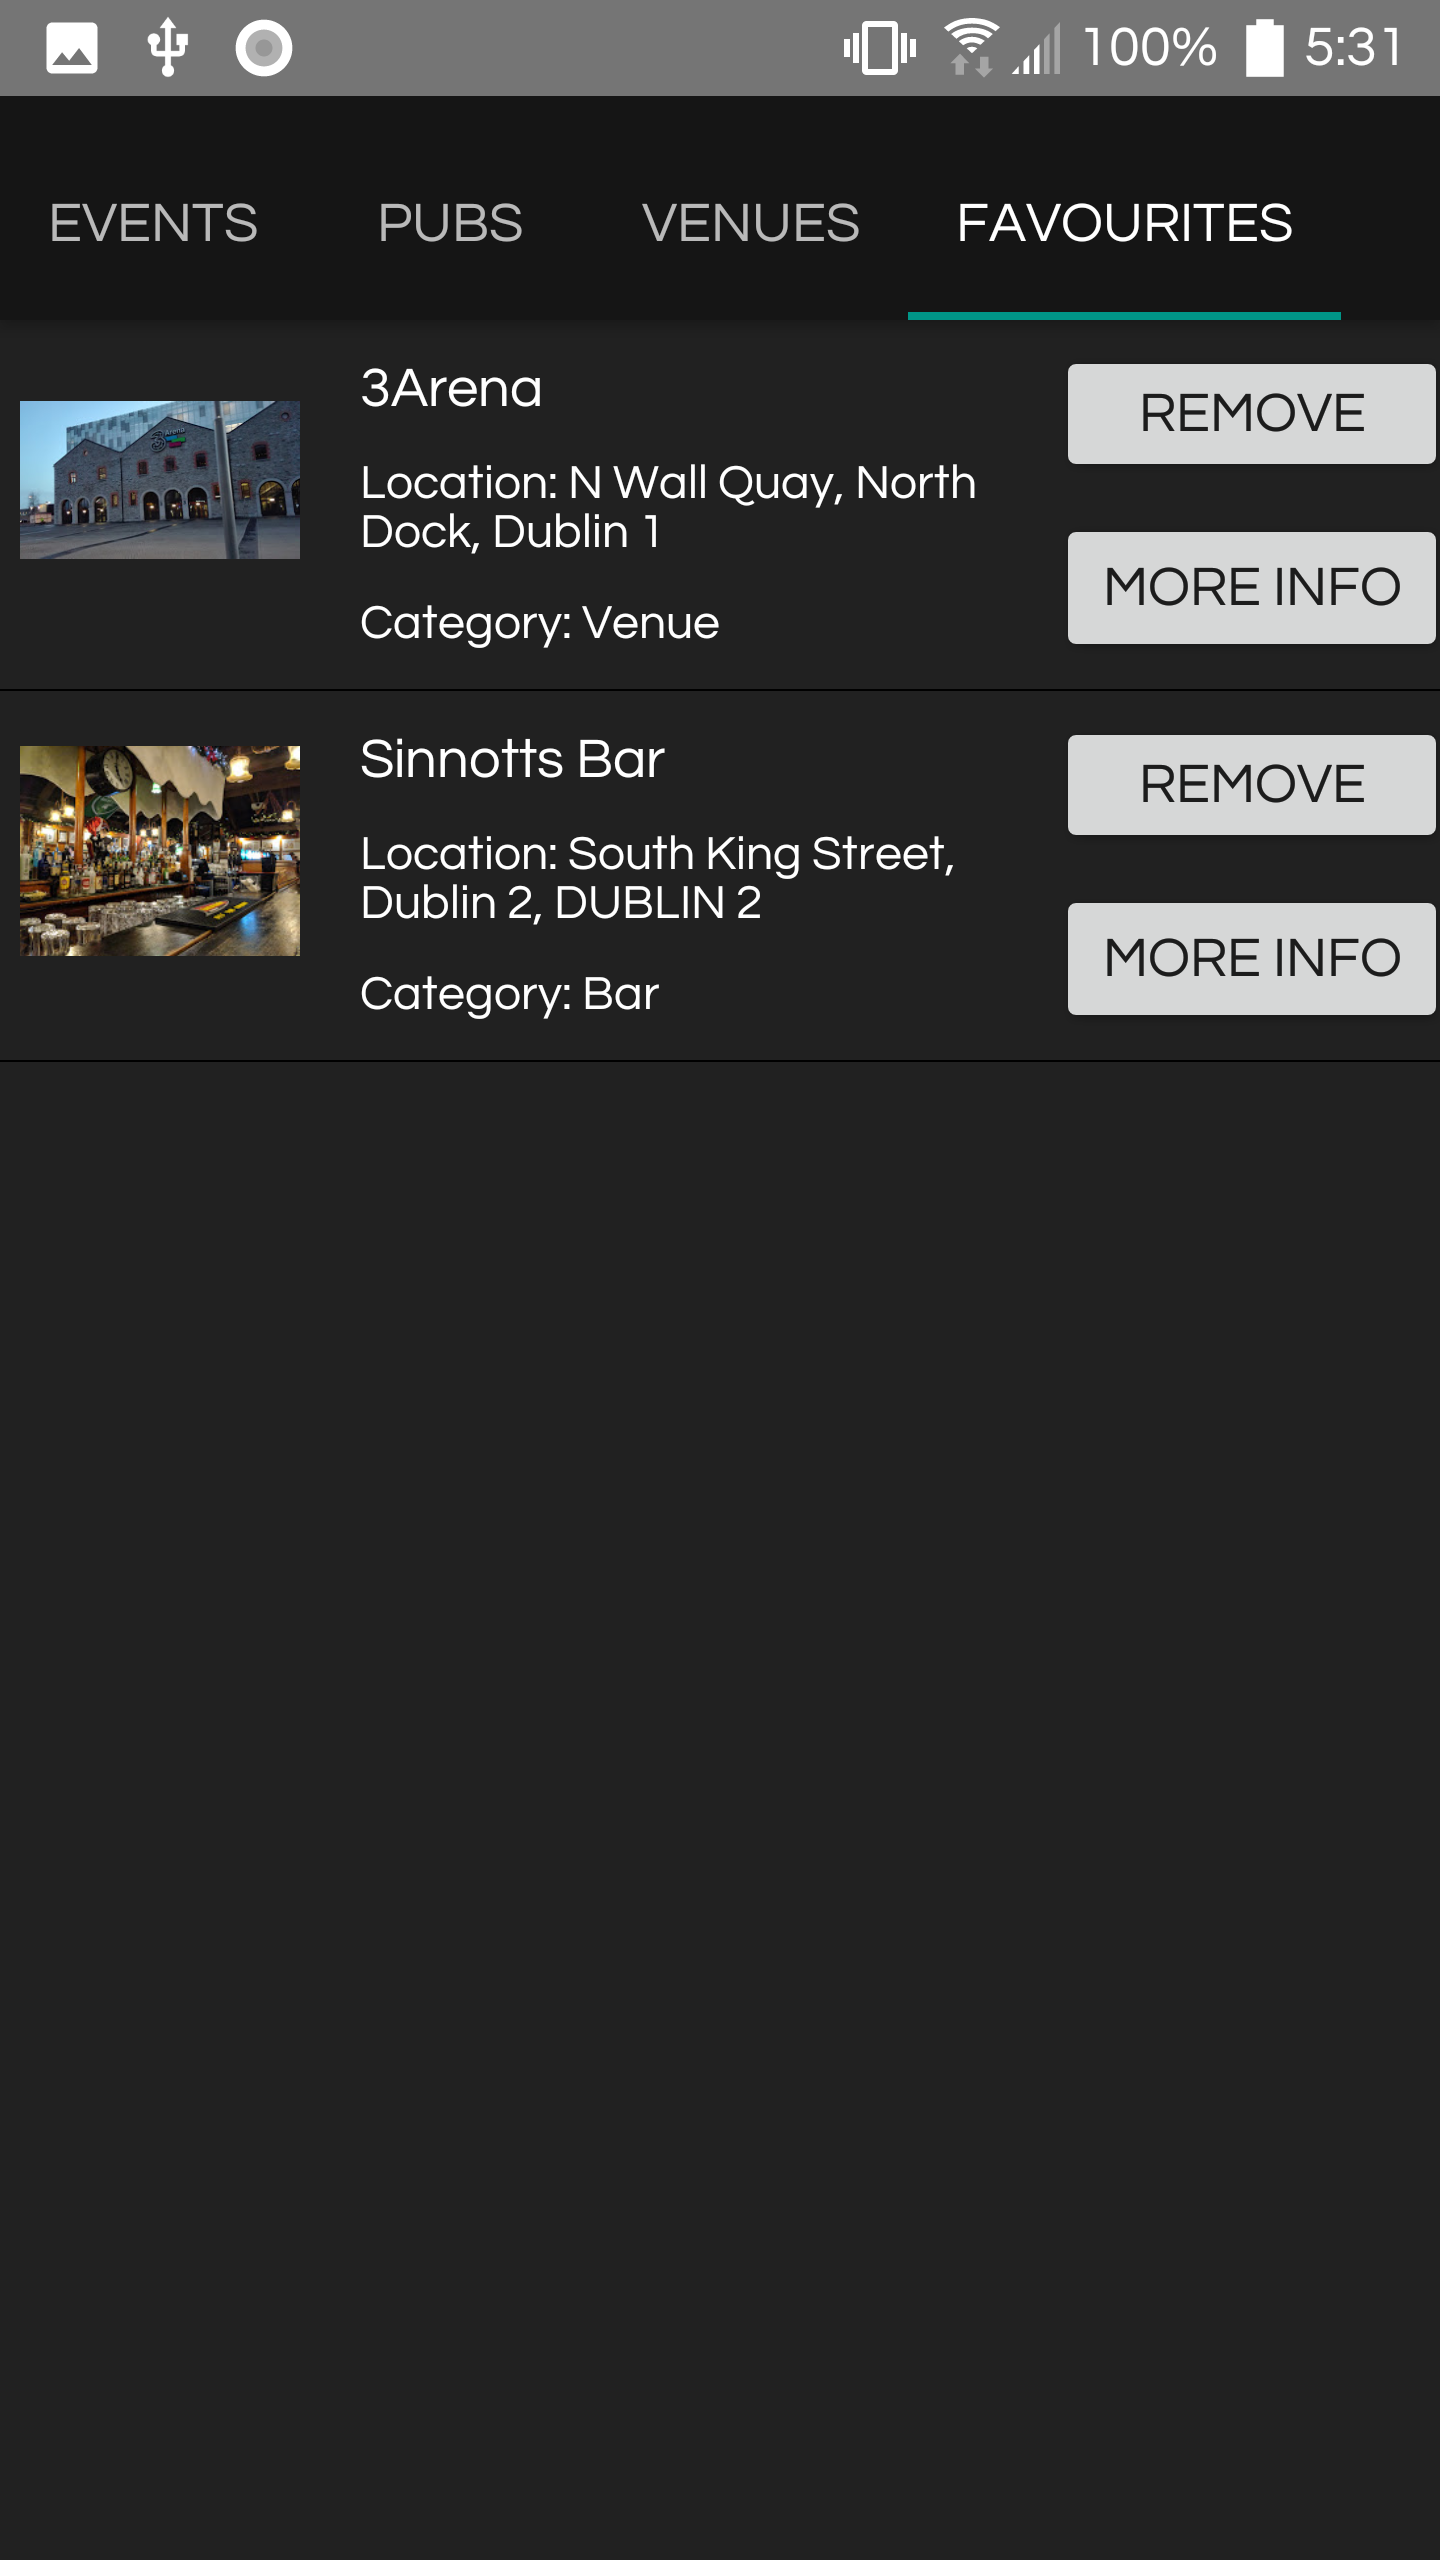 100% 5:31
EVENTS PUBS VENUES FAVOURITES
3Arena
REMOVE
Location: N Wall Quay, North
Dock, Dublin 1
MORE INFO
Category: Venue
Sinnotts Bar
REMOVE
Location: South King Street,
Dublin 2, DUBLIN 2
MORE INFO
Category: Bar